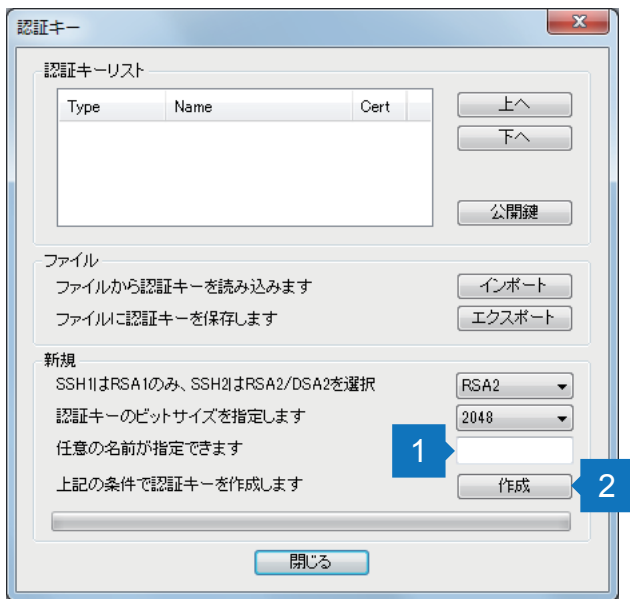 認証キー
認証キーリスト
Type Name Cert
上へ
下へ
公開鍵
ファイル
ファイルから認証キーを読み込みます インポート
ファイルに認証キーを保存します エクスポート
新規
SSH1はRSA1のみ、SSH2はRSA2/DSA2を選択 RSA2
認証キーのビットサイズを指定します 2048
任意の名前が指定できます 1
上記の条件で認証キーを作成します 作成 2
閉じる